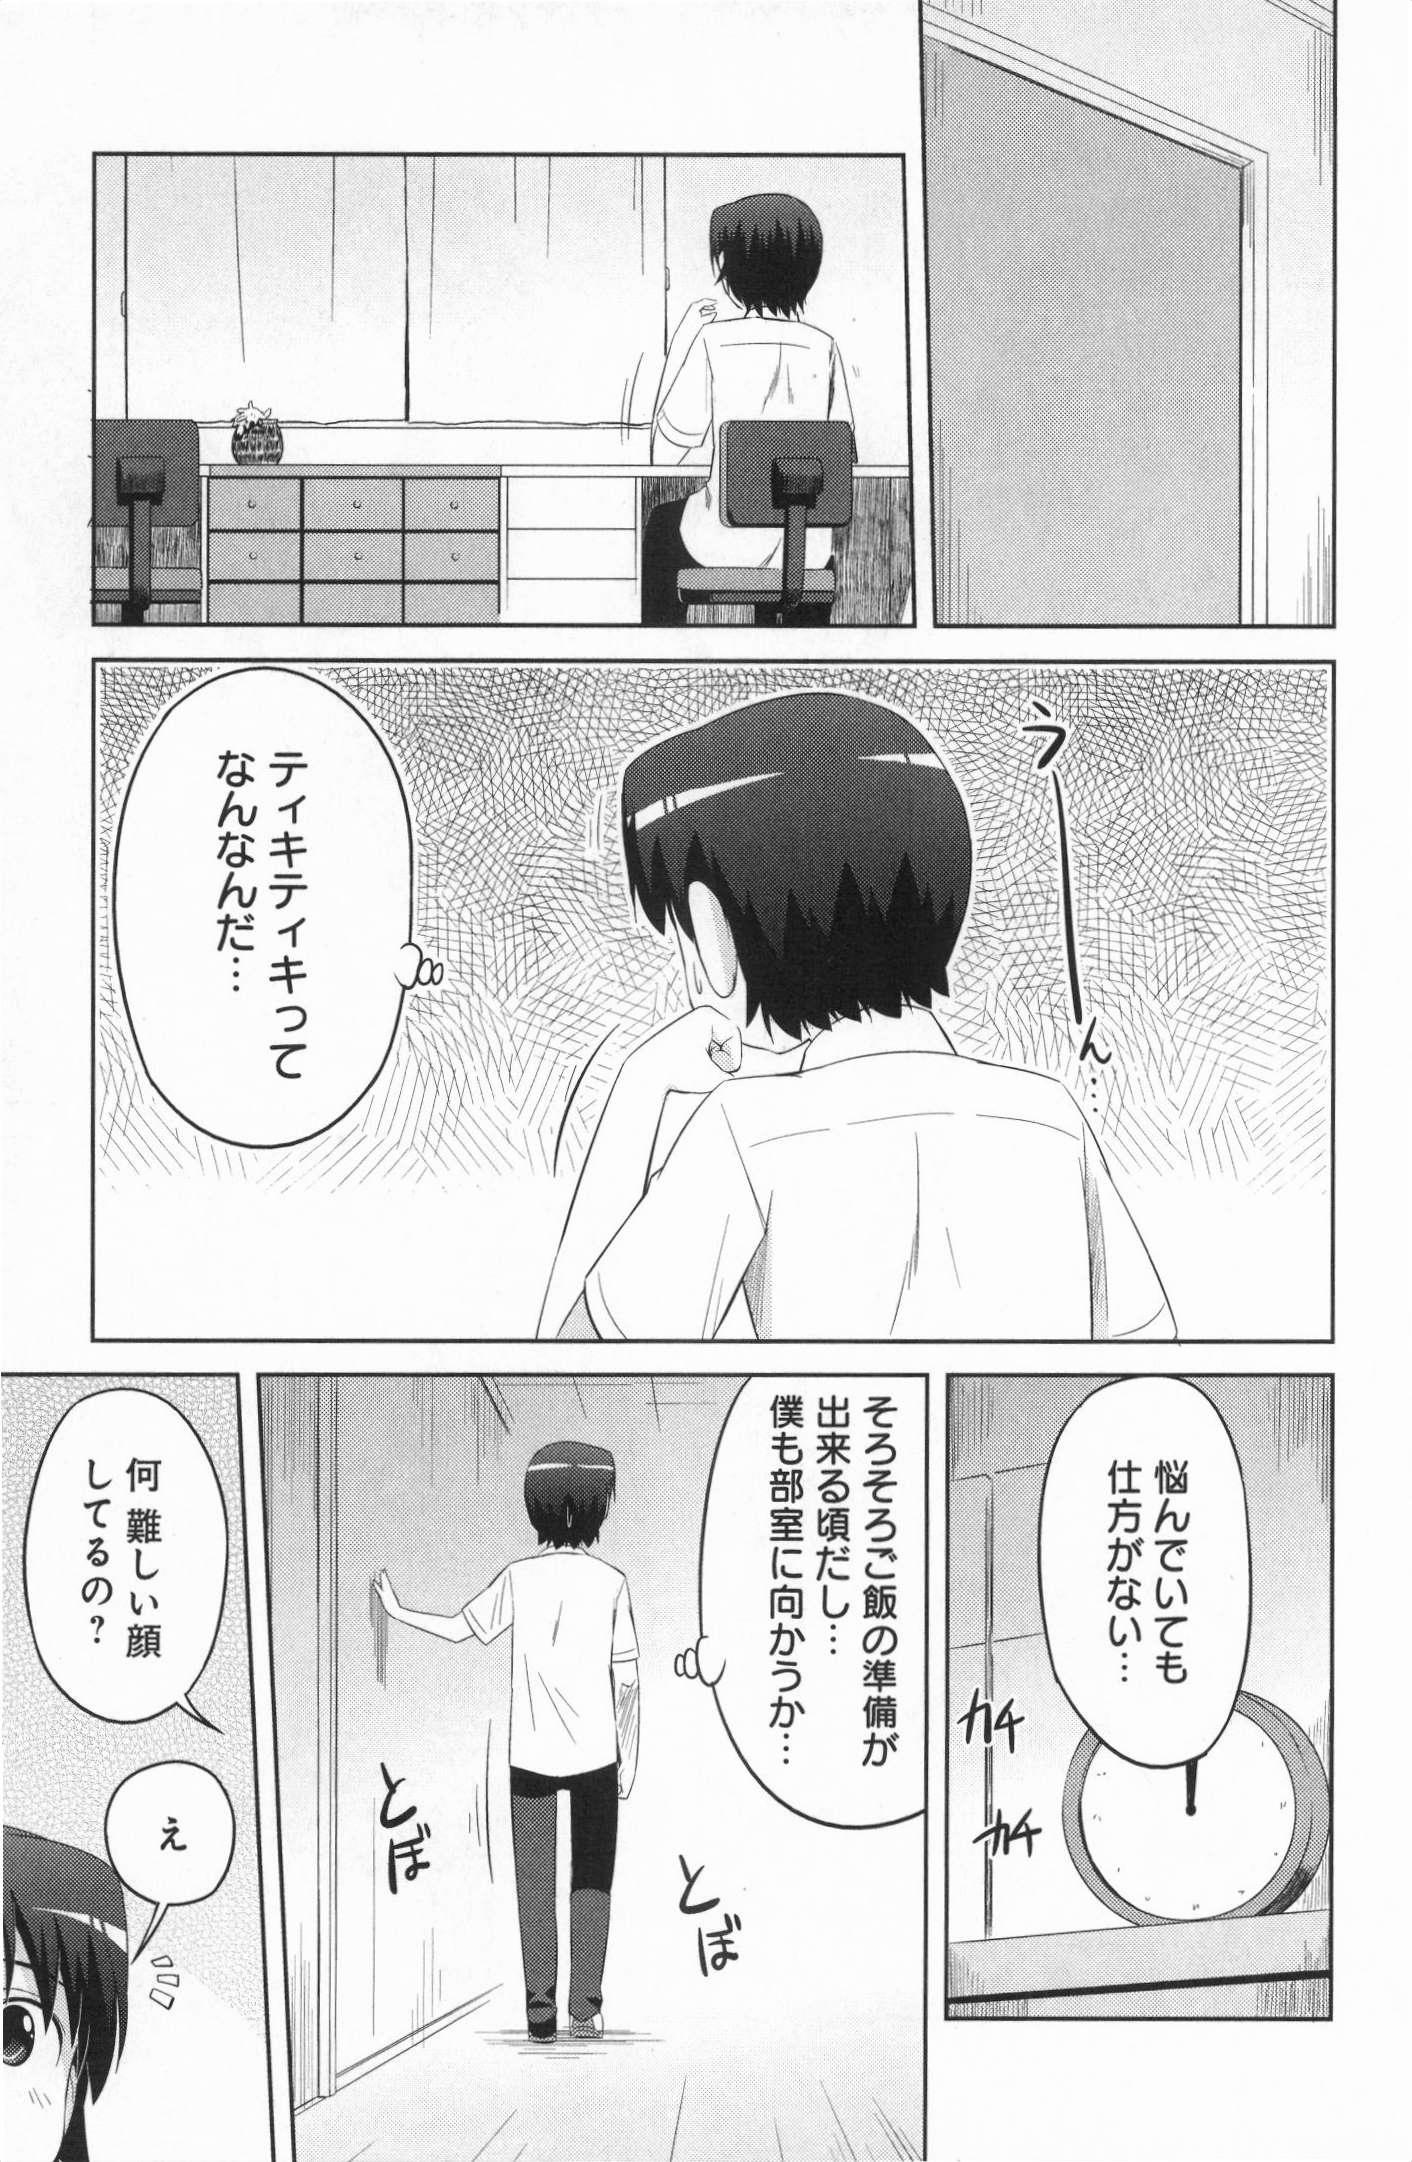 う――ん…
ティキティキって
なんなんだ…
悩んでいても
仕方がない…
カチ
カチ
そろそろご飯の準備が
出来る頃だし…
僕も部室に向かうか…
とぼ
とぼ
何 難しい顔
してるの?
え